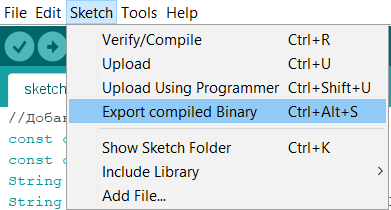 File Edit Sketch Tools Help
Verify/Compile Ctrl+R
Upload Ctrl+U
Upload Using Programmer Ctrl+Shift+U
sketch
Export compiled Binary Ctrl+Alt+S
//Доба
const
Show Sketch Folder Ctrl+K
const
Include Library
String
Add File...
String